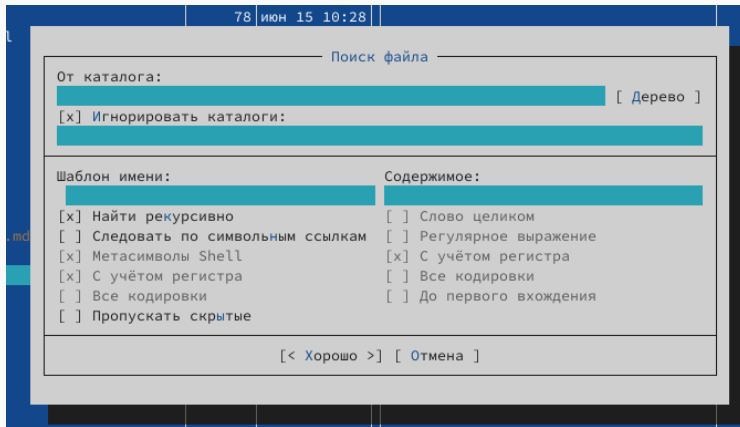 78 июн 15 10:28
l
Поиск файла
От каталога:
[ Дерево ]
[x] Игнорировать каталоги:
Шаблон имени:
Содержимое:
[x] Найти рекурсивно
[ ] Слово целиком
.md
[ ] Следовать по символьным ссылкам
[ ] Регулярное выражение
[x] Метасимволы Shell
[x] С учётом регистра
[x] С учётом регистра
[ ] Все кодировки
[ ] Все кодировки
[ ] До первого вхождения
[ ] Пропускать скрытые
[< Хорошо >] [ Отмена ]